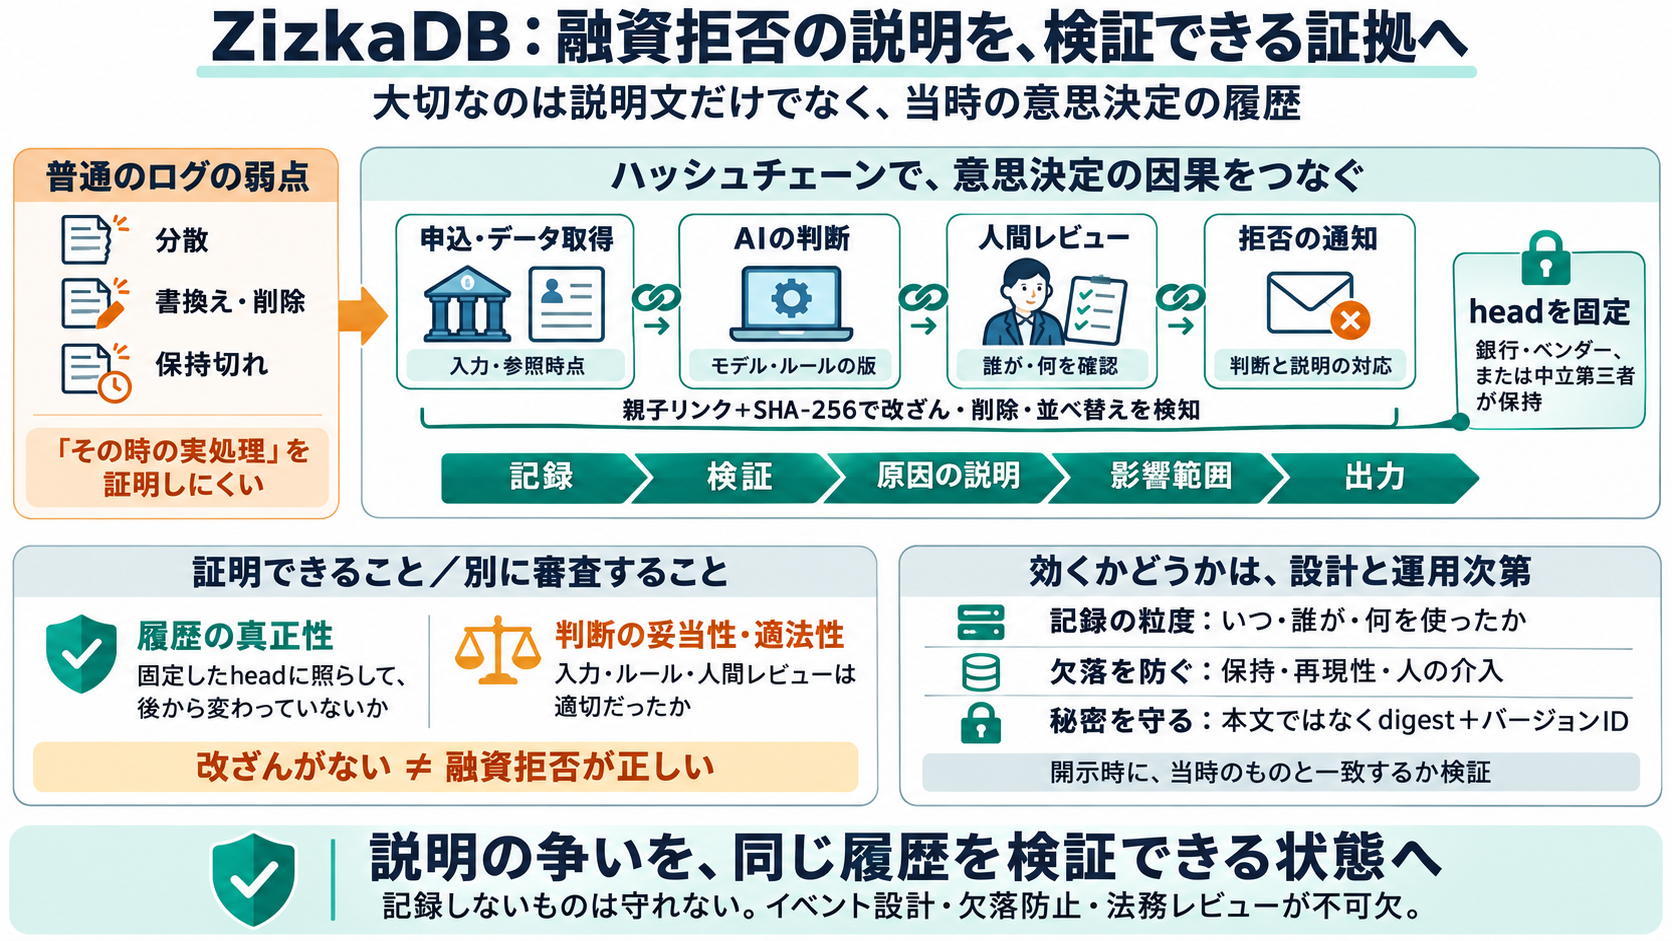 ZizkaDB：融資拒否の説明を、検証できる証拠へ
大切なのは説明文だけでなく、当時の意思決定の履歴
普通のログの弱点
分散
書換え・削除
保持切れ
「その時の実処理」を
証明しにくい
ハッシュチェーンで、意思決定の因果をつなぐ
申込・データ取得
入力・参照時点
AIの判断
モデル・ルールの版
人間レビュー
誰が・何を確認
拒否の通知
判断と説明の対応
headを固定
銀行・ベンダー、
または中立第三者
が保持
親子リンク＋SHA-256で改ざん・削除・並べ替えを検知
記録
検証
原因の説明
影響範囲
出力
証明できること／別に審査すること
履歴の真正性
固定したheadに照らして、
後から変わっていないか
判断の妥当性・適法性
入力・ルール・人間レビューは
適切だったか
改ざんがない ≠ 融資拒否が正しい
効くかどうかは、設計と運用次第
記録の粒度：いつ・誰が・何を使ったか
欠落を防ぐ：保持・再現性・人の介入
秘密を守る：本文ではなくdigest＋バージョンID
開示時に、当時のものと一致するか検証
説明の争いを、同じ履歴を検証できる状態へ
記録しないものは守れない。イベント設計・欠落防止・法務レビューが不可欠。